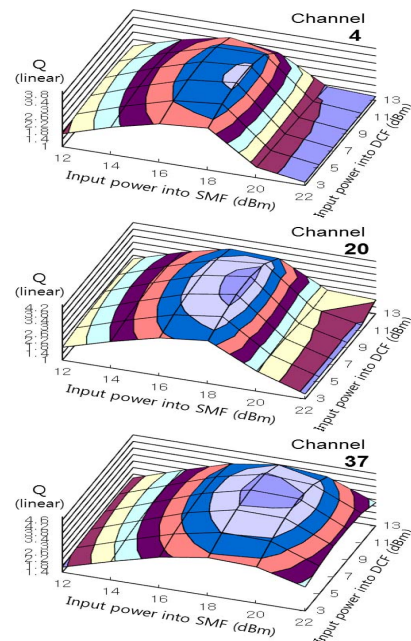 Channel
4
Q
(linear)
12
14
16
18
20
22
Input power into SMF (dBm)
3
5
7
9
11
13
Input power into DCF (dBm)
Channel
20
Q
(linear)
12
14
16
18
20
22
Input power into SMF (dBm)
3
5
7
9
11
13
Input power into DCF (dBm)
Channel
37
Q
(linear)
12
14
16
18
20
22
Input power into SMF (dBm)
3
5
7
9
11
13
Input power into DCF (dBm)